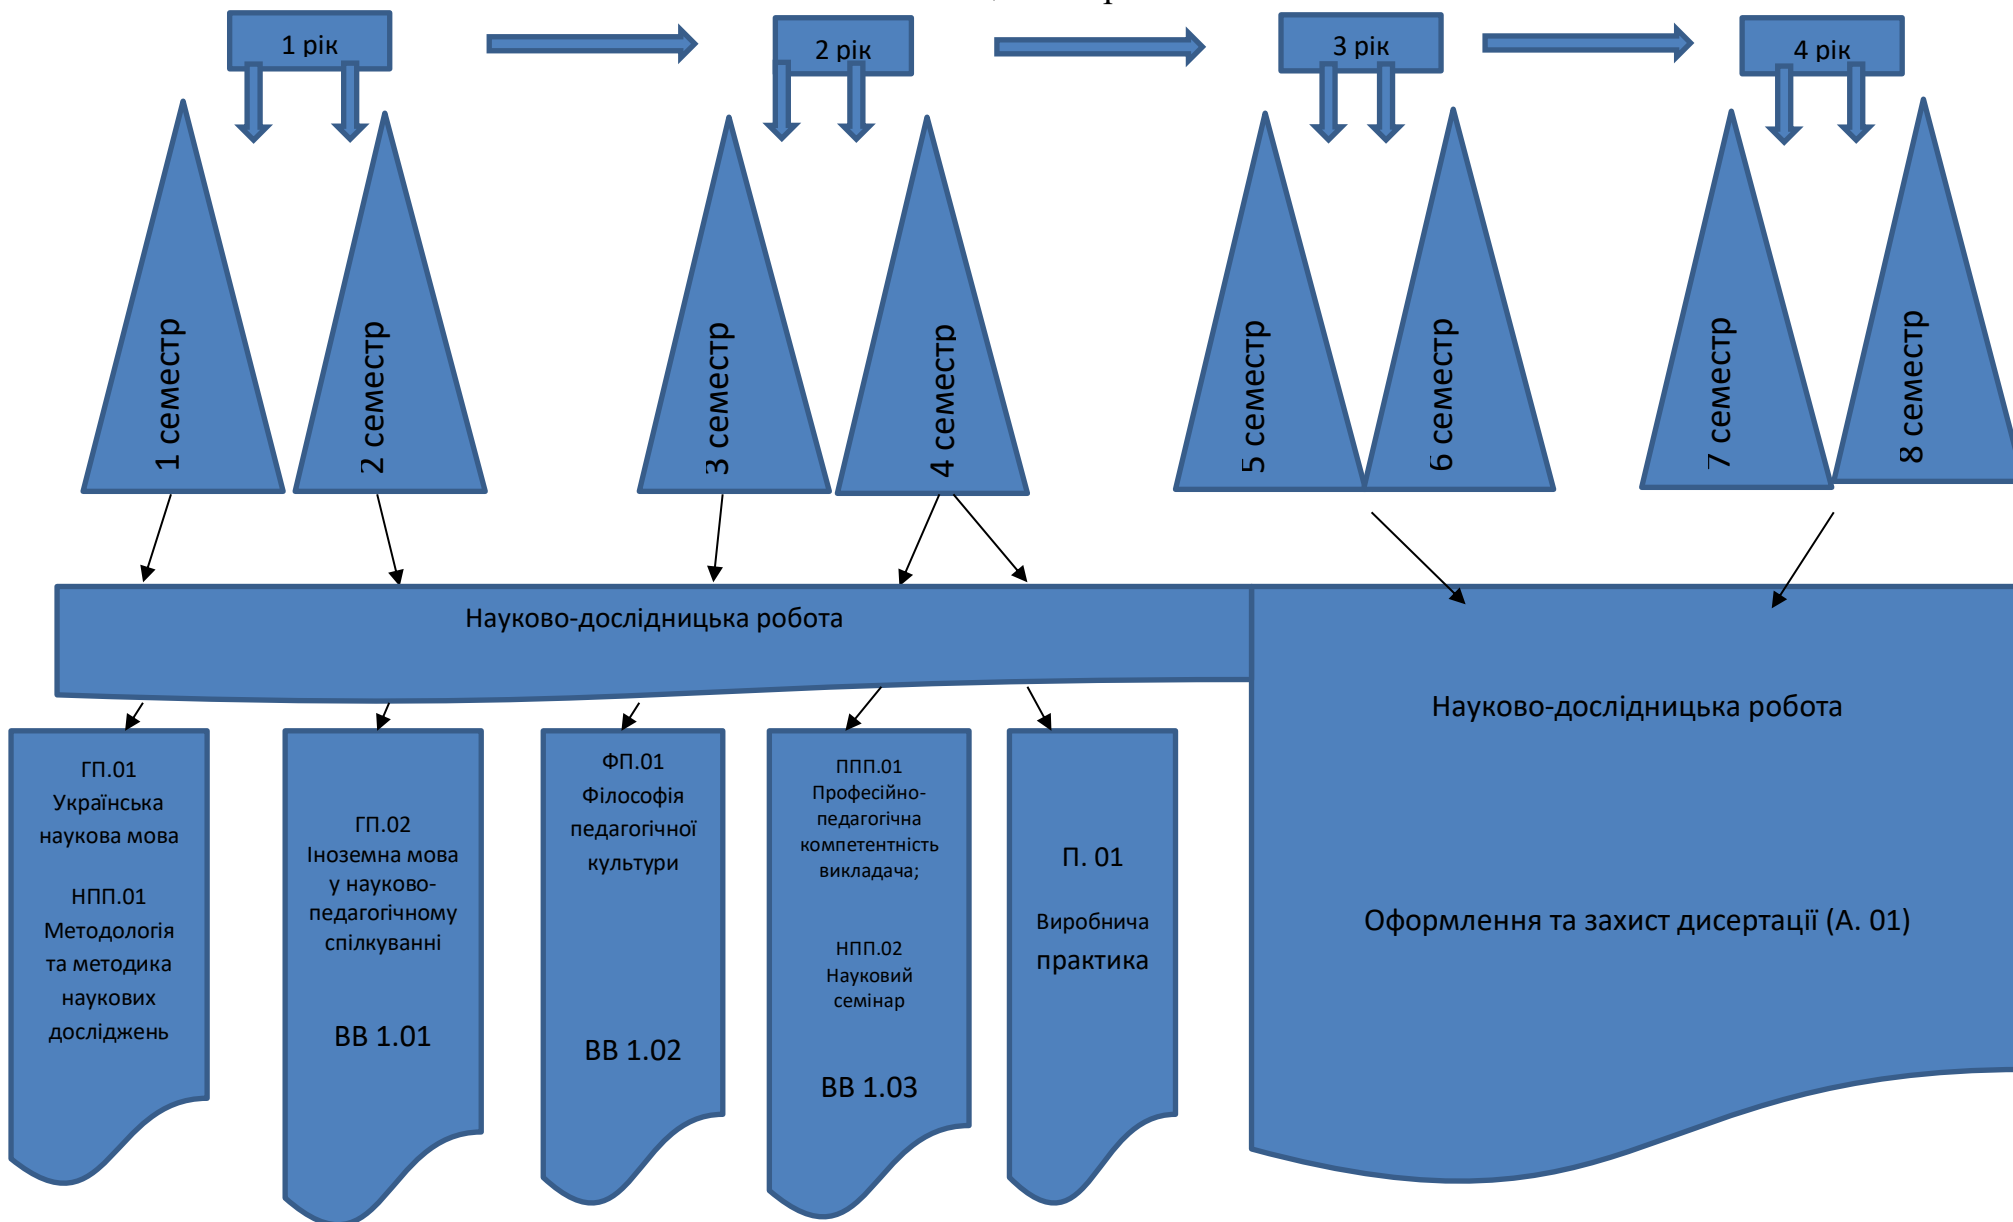 1 рік
2 рік
3 рік
4 рік
1 семестр
2 семестр
3 семестр
4 семестр
5 семестр
6 семестр
7 семестр
8 семестр
Науково-дослідницька робота
Науково-дослідницька робота
Оформлення та захист дисертації (А. 01)
ГП.01
Українська
наукова мова
НПП.01
Методологія
та методика
наукових
досліджень
ГП.02
Іноземна мова
у науково-
педагогічному
спілкуванні
ВВ 1.01
ФП.01
Філософія
педагогічної
культури
ВВ 1.02
ППП.01
Професійно-
педагогічна
компетентність
викладача;
НПП.02
Науковий
семінар
ВВ 1.03
П. 01
Виробнича
практика